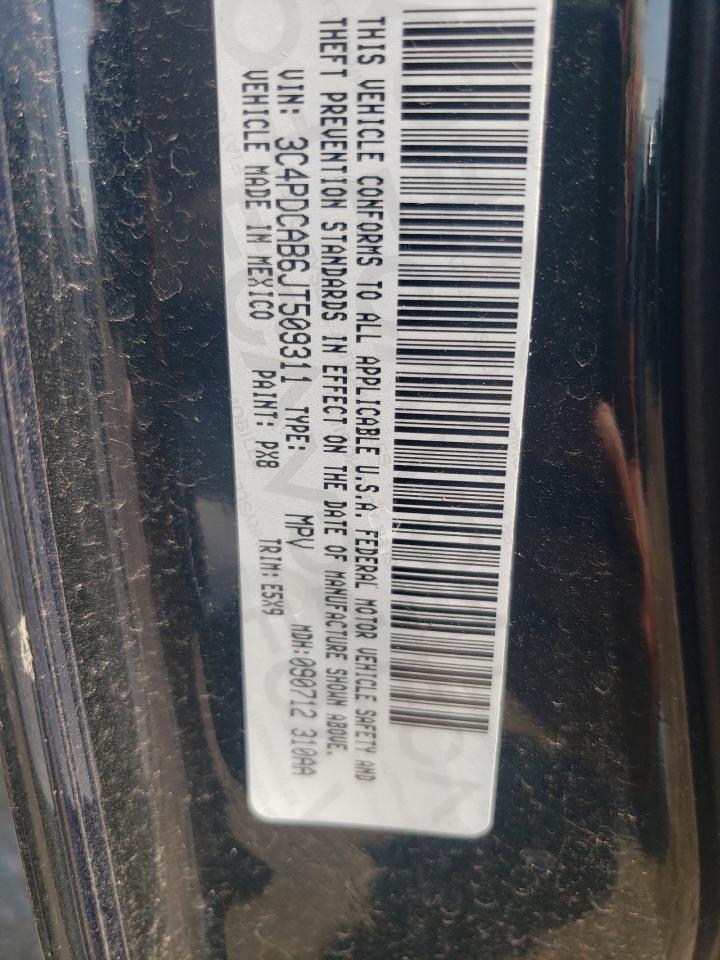 THIS VEHICLE CONFORMS TO ALL APPLICABLE U.S.A. FEDERAL MOTOR VEHICLE SAFETY AND
THEFT PREVENTION STANDARDS IN EFFECT ON THE DATE OF MANUFACTURE SHOWN ABOVE.
VIN: 3C4PDCAB6JT509311 TYPE: MPV MDH:090712 310AA
VEHICLE MADE IN MEXICO PAINT: PX8 TRIM: E5X9